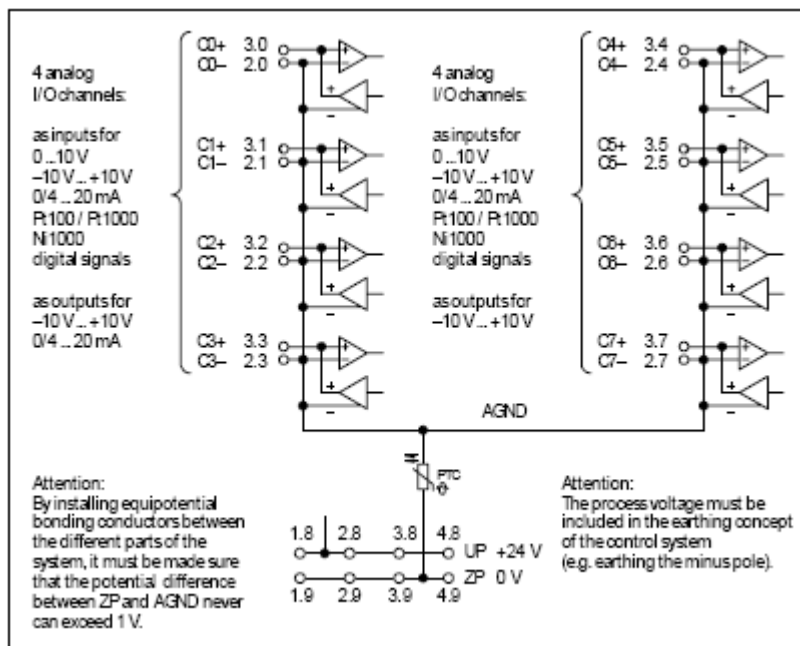 4 analog
I/O channels:
as inputs for
0 ...10 V
–10 V... +10 V
0/4 ... 20 mA
Pt100 / Pt1000
Ni1000
digital signals
as outputs for
–10 V... +10 V
0/4 ... 20 mA
C0+ 3.0
C0– 2.0
C1+ 3.1
C1– 2.1
C2+ 3.2
C2– 2.2
C3+ 3.3
C3– 2.3
4 analog
I/O channels:
as inputs for
0 ...10 V
–10 V... +10 V
0/4 ... 20 mA
Pt100 / Pt1000
Ni1000
digital signals
as outputs for
–10 V... +10 V
C4+ 3.4
C4– 2.4
C5+ 3.5
C5– 2.5
C6+ 3.6
C6– 2.6
C7+ 3.7
C7– 2.7
AGND
PTC
Attention:
By installing equipotential
bonding conductors between
the different parts of the
system, it must be made sure
that the potential difference
between ZP and AGND never
can exceed 1 V.
1.8 2.8 3.8 4.8
UP +24 V
ZP 0 V
1.9 2.9 3.9 4.9
Attention:
The process voltage must be
included in the earthing concept
of the control system
(e.g. earthing the minus pole).